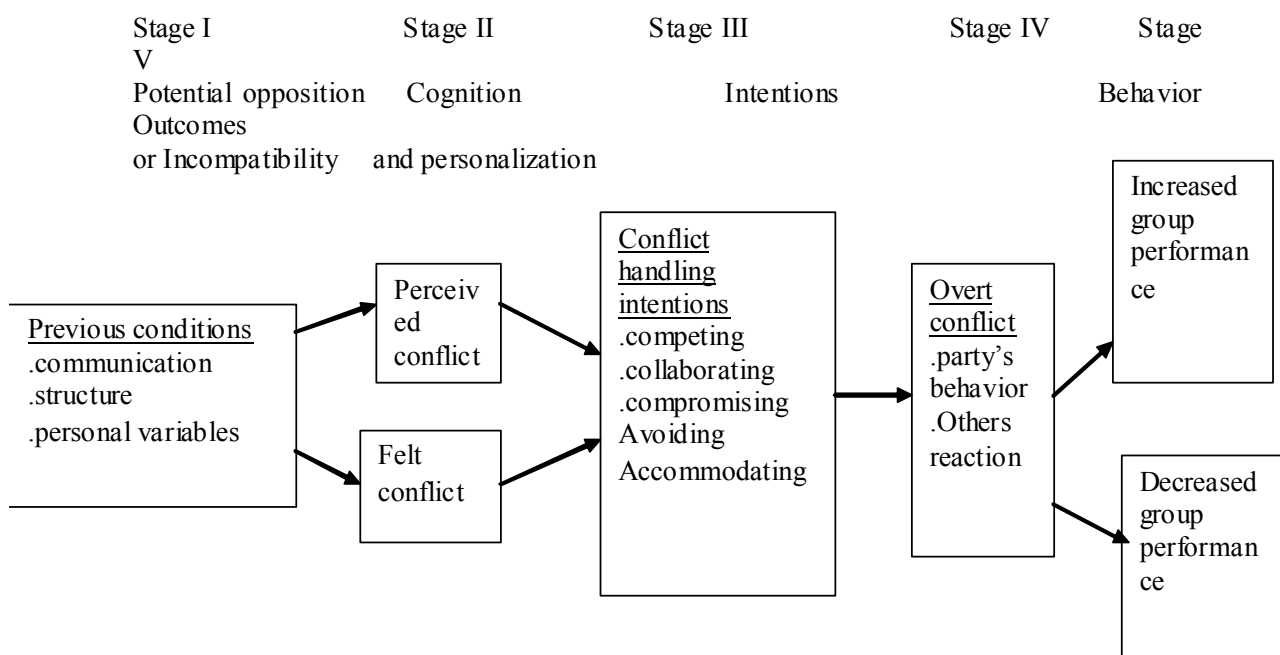 Stage I Stage II Stage III Stage IV Stage
V
Potential opposition Cognition Intentions Behavior
Outcomes
or Incompatibility and personalization
Previous conditions
.communication
.structure
.personal variables
Perceiv
ed
conflict
Felt
conflict
Conflict
handling
intentions
.competing
.collaborating
.compromising
Avoiding
Accommodating
Overt
conflict
.party's
behavior
.Others
reaction
Increased
group
performan
ce
Decreased
group
performan
ce